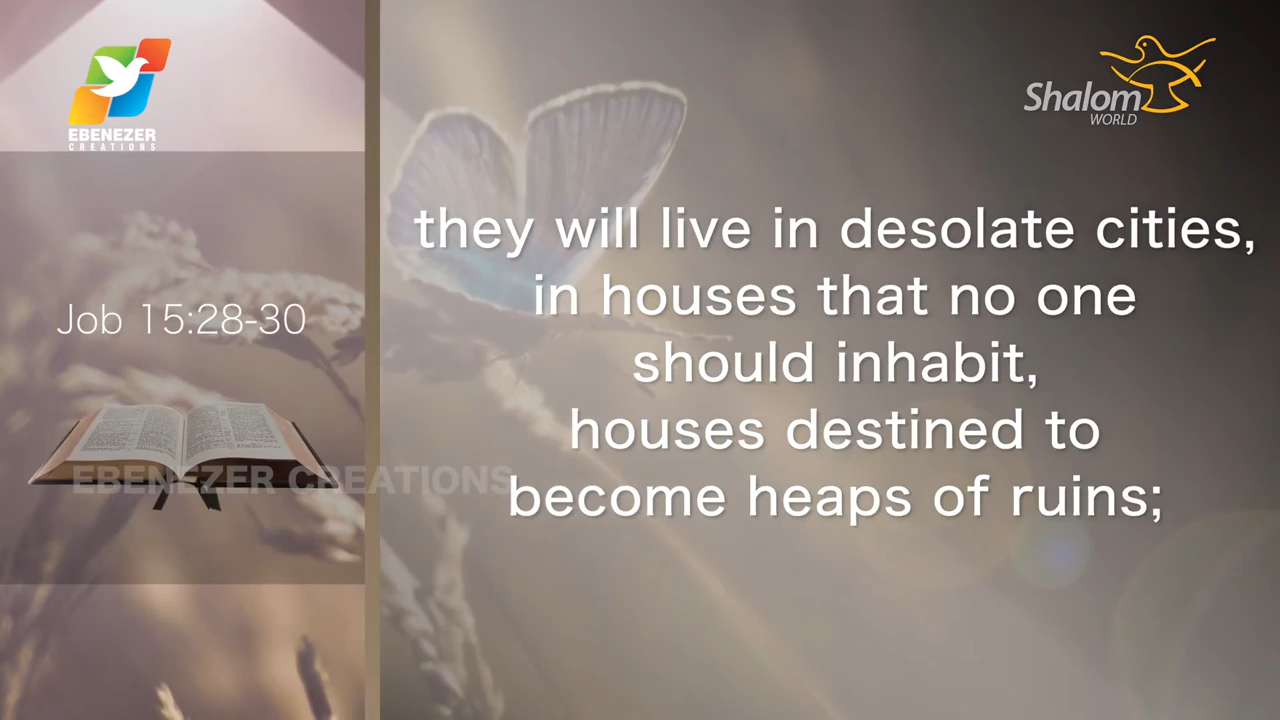 EBENEZER
CREATIONS
Shalom
WORLD
Job 15:28-30
they will live in desolate cities,
in houses that no one
should inhabit,
houses destined to
become heaps of ruins;
EBENEZER CREATIONS